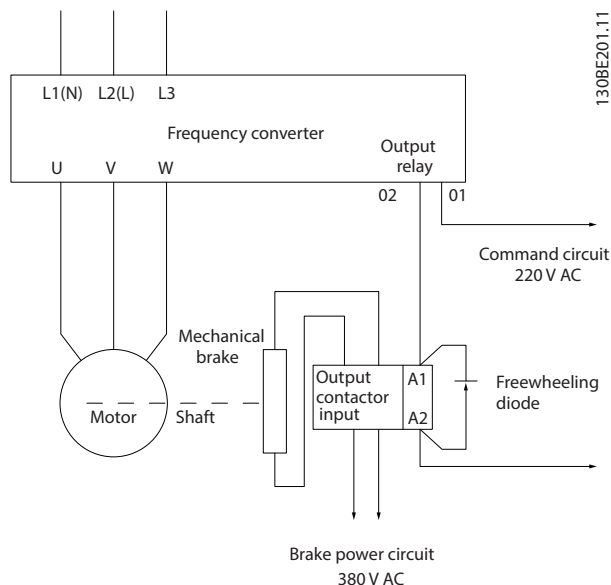 130BE201.11
L1(N) L2(L) L3
Frequency converter
Output
relay
U V W
02 01
Command circuit
220 V AC
Mechanical
brake
Output
contactor
input
A1
A2
Freewheeling
diode
Motor Shaft
Brake power circuit
380 V AC